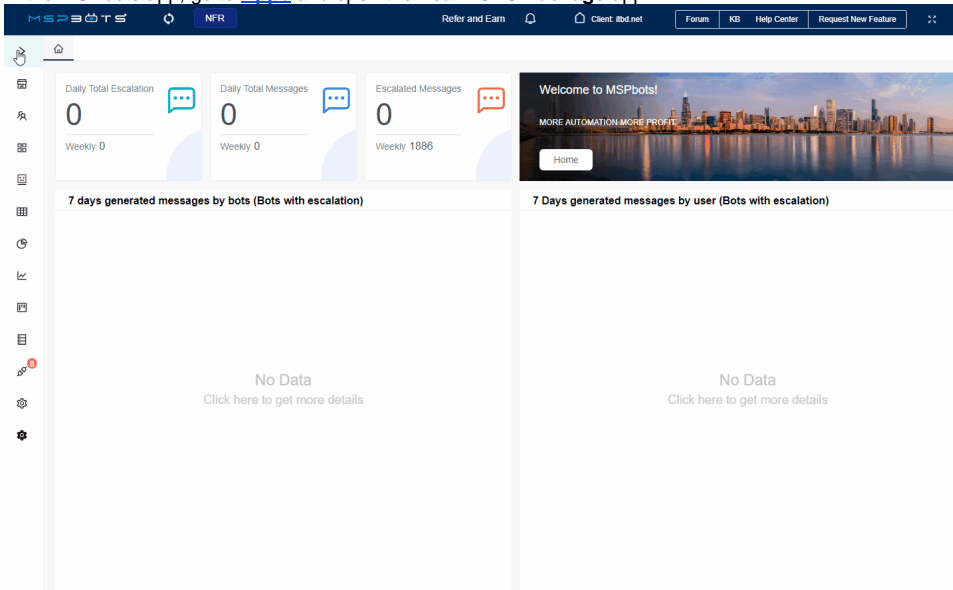 MSPBOTS
NFR
Refer and Earn
Client: itbd.net
Forum
KB
Help Center
Request New Feature
Daily Total Escalation
0
Weekly 0
Daily Total Messages
0
Weekly 0
Escalated Messages
0
Weekly 1886
Welcome to MSPbots!
MORE AUTOMATION MORE PROFIT
Home
7 days generated messages by bots (Bots with escalation)
7 Days generated messages by user (Bots with escalation)
No Data
Click here to get more details
No Data
Click here to get more details
8